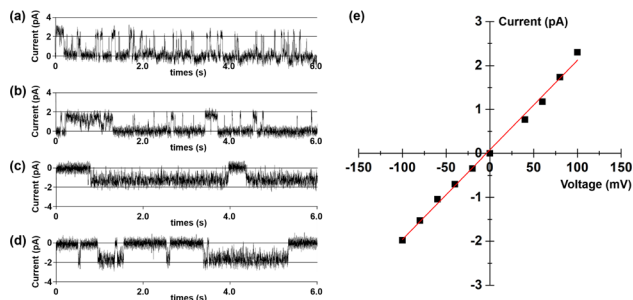 (a)
Current (pA)
4
2
0
0
2.0
4.0
6.0
times (s)
(b)
Current (pA)
4
2
0
0
2.0
4.0
6.0
times (s)
(c)
Current (pA)
2
0
-2
-4
0
2.0
4.0
6.0
times (s)
(d)
Current (pA)
0
-2
-4
0
2.0
4.0
6.0
times (s)
(e)
Current (pA)
3
2
1
0
-1
-2
-3
-150
-100
-50
0
50
100
150
Voltage (mV)